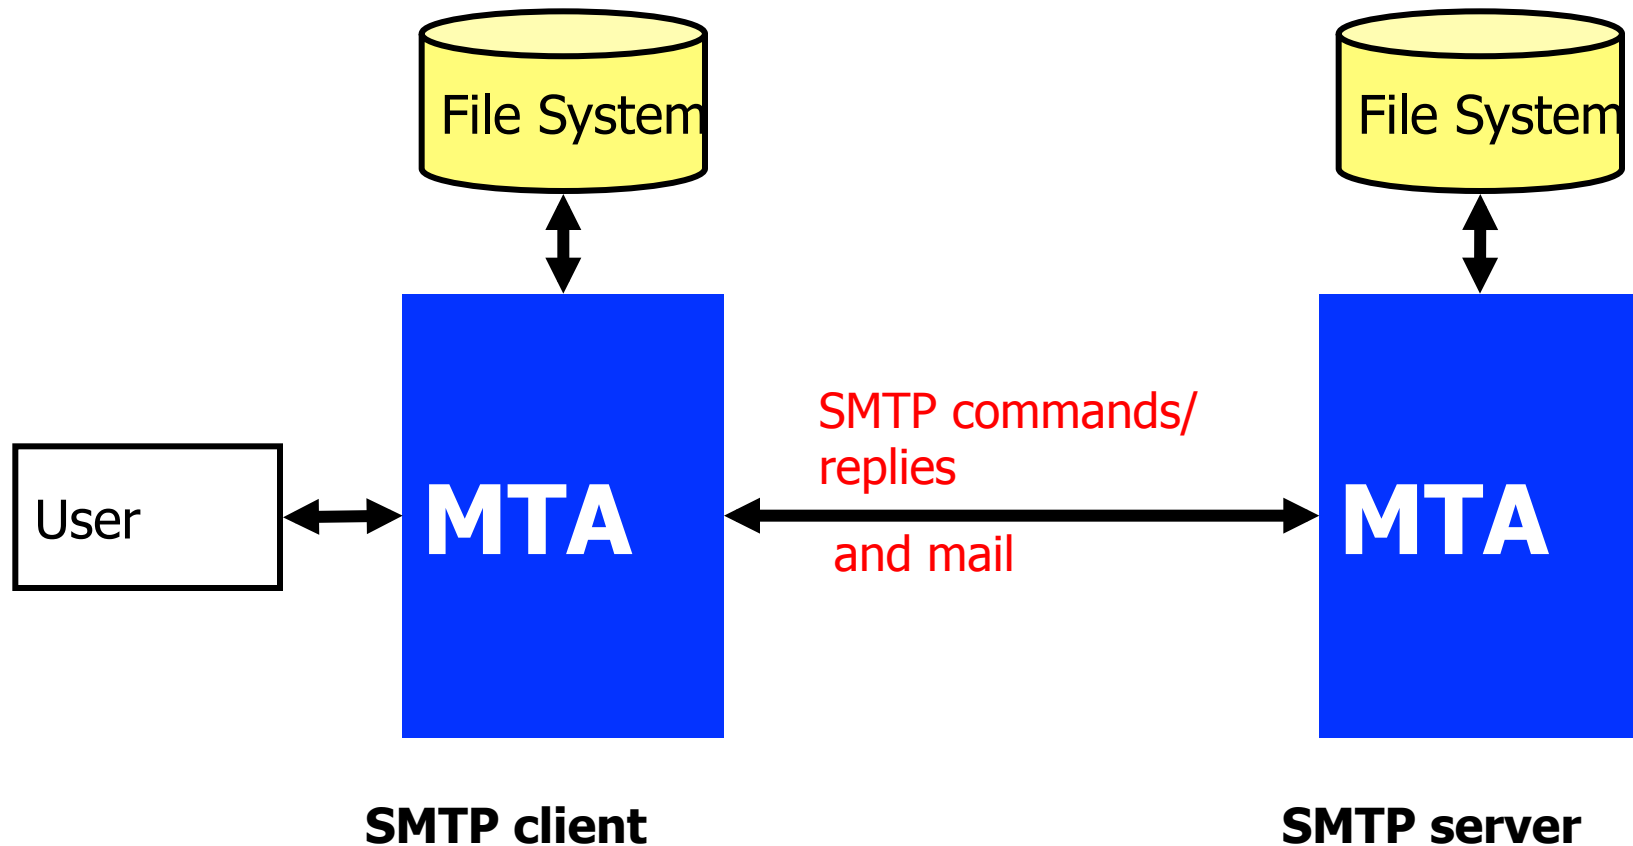 File System
File System
SMTP commands/
replies
User
MTA
MTA
and mail
SMTP client
SMTP server